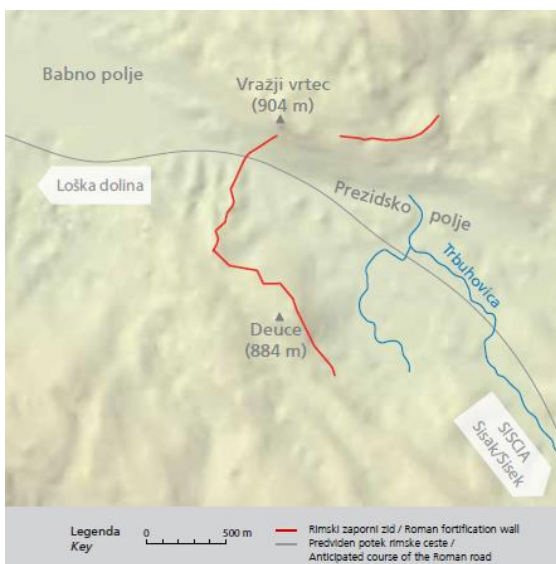 Babno polje
Vražji vrtec
(904 m)
Loška dolina
Prezidsko
polje
Trbuhovica
Deuce
(884 m)
SISCIA
Sisak/Sisek
Legenda
Key
0 500 m
Rimski zaporni zid / Roman fortification wall
Predviden potek rimske ceste /
Anticipated course of the Roman road